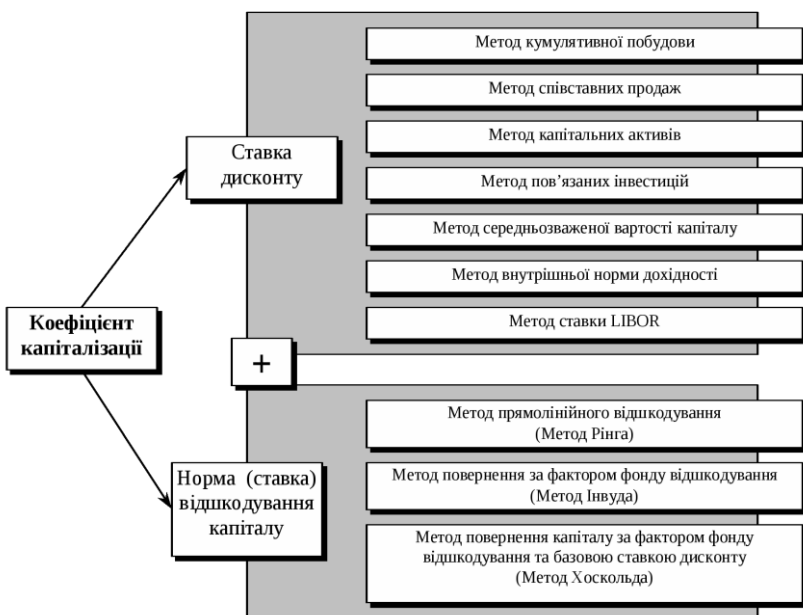 Метод кумулятивної побудови
Метод співставних продаж
Метод капітальних активів
Метод пов’язаних інвестицій
Метод середньозваженої вартості капіталу
Метод внутрішньої норми дохідності
Метод ставки LIBOR
Ставка
дисконту
Коефіцієнт
капіталізації
+
Норма (ставка)
відшкодування
капіталу
Метод прямолінійного відшкодування
(Метод Рінга)
Метод повернення за фактором фонду відшкодування
(Метод Інвуда)
Метод повернення капіталу за фактором фонду
відшкодування та базовою ставкою дисконту
(Метод Хоскольда)